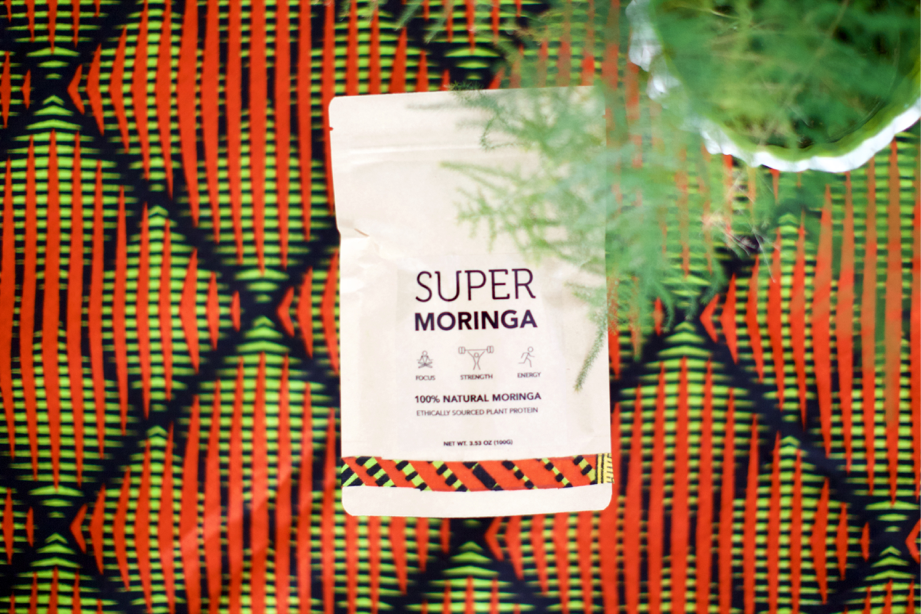 SUPER
MORINGA
FOCUS STRENGTH ENERGY
100% NATURAL MORINGA
ETHICALLY SOURCED PLANT PROTEIN
NET WT. 3.53 OZ (100G)